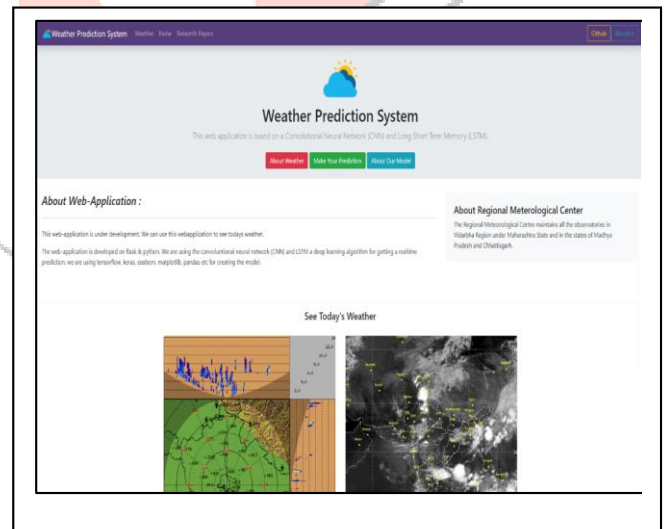 Weather Prediction System Weather Radar Research Papers Github About Us
Weather Prediction System
This web application is based on a Convolutional Neural Network (CNN) and Long Short Term Memory (LSTM).
About Weather Make Your Prediction About Our Model
About Web-Application :
This web-application is under development. We can use this webapplication to see todays weather.
The web-application is developed on flask & python. We are using the convolutional neural network (CNN) and LSTM a deep learning algorithm for getting a realtime
prediction. we are using tensorflow, keras, seaborn, matplotlib, pandas etc for creating the model.
About Regional Meterological Center
The Regional Meteorological Centre maintains all the observatories in
Vidarbha Region under Maharashtra State and in the states of Madhya
Pradesh and Chhattisgarh.
See Today's Weather